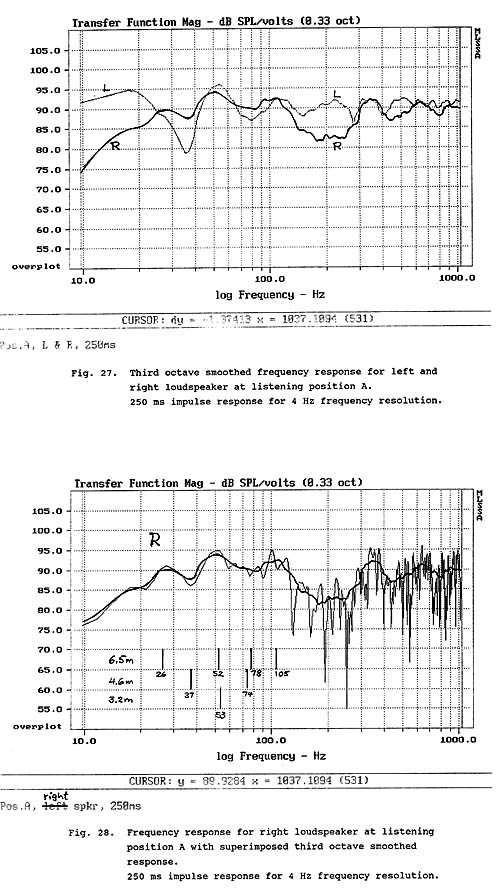 Transfer Function Mag - dB SPL/volts (0.33 oct)
MLSSA
105.0
100.0
95.0
90.0
85.0
80.0
75.0
70.0
65.0
60.0
55.0
L
R
L
R
overplot
10.0 100.0 1000.0
log Frequency - Hz
CURSOR: dy = -1.37413 x = 1037.1094 (531)
Pos.A, L & R, 250ms
Fig. 27. Third octave smoothed frequency response for left and
right loudspeaker at listening position A.
250 ms impulse response for 4 Hz frequency resolution.
Transfer Function Mag - dB SPL/volts (0.33 oct)
MLSSA
105.0
100.0
95.0
90.0
85.0
80.0
75.0
70.0
65.0
60.0
55.0
R
6.5m 26 52 78 105
4.6m 37 74
3.2m 53
overplot
10.0 100.0 1000.0
log Frequency - Hz
CURSOR: y = 89.9284 x = 1037.1094 (531)
right
Pos.A, left spkr, 250ms
Fig. 28. Frequency response for right loudspeaker at listening
position A with superimposed third octave smoothed
response.
250 ms impulse response for 4 Hz frequency resolution.